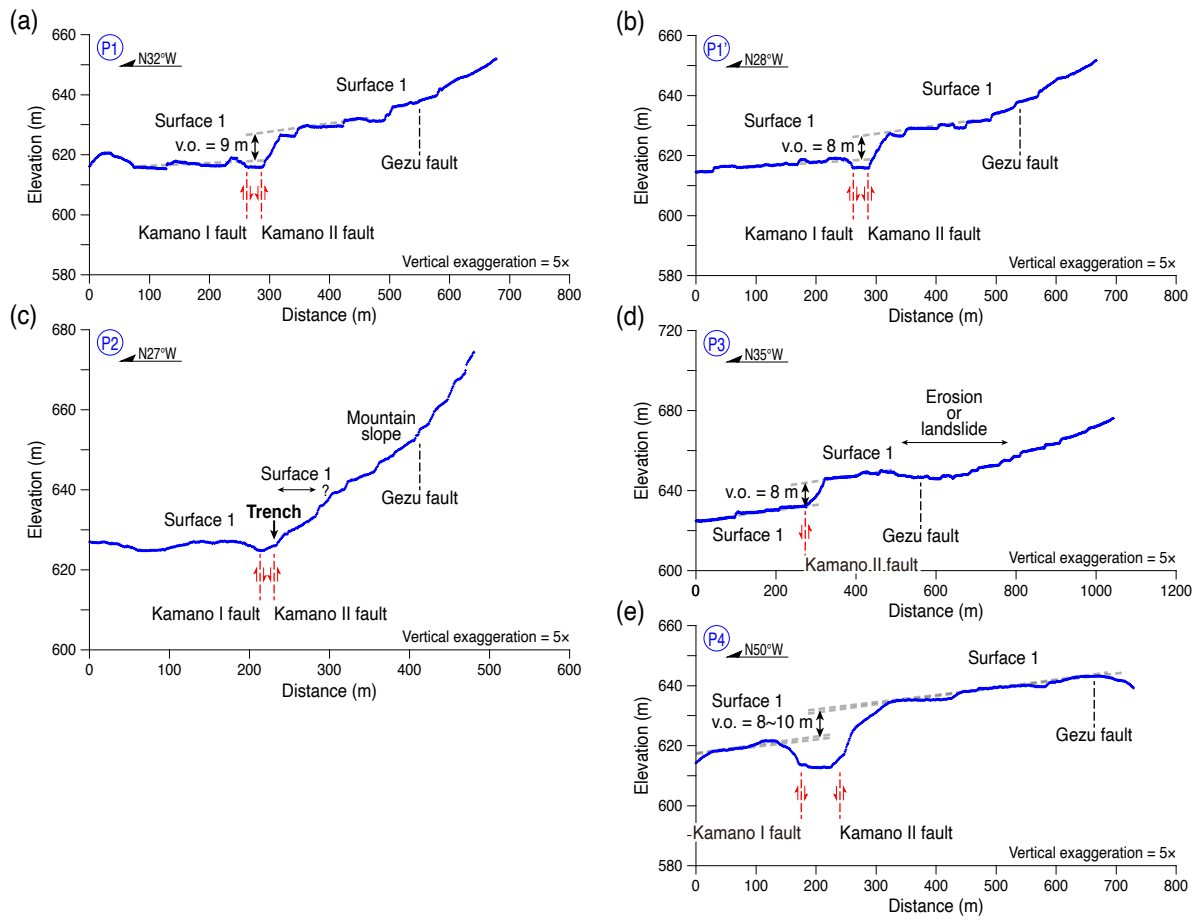 (a)
P1
N32°W
Surface 1
Surface 1
v.o. = 9 m
Gezu fault
Kamano I fault
Kamano II fault
Vertical exaggeration = 5×
Elevation (m)
660
640
620
600
580
0 100 200 300 400 500 600 700 800
Distance (m)
(b)
P1'
N28°W
Surface 1
Surface 1
v.o. = 8 m
Gezu fault
Kamano I fault
Kamano II fault
Vertical exaggeration = 5×
Elevation (m)
660
640
620
600
580
0 100 200 300 400 500 600 700 800
Distance (m)
(c)
P2
N27°W
Mountain
slope
Surface 1
?
Trench
Surface 1
Gezu fault
Kamano I fault
Kamano II fault
Vertical exaggeration = 5×
Elevation (m)
680
660
640
620
600
0 100 200 300 400 500 600
Distance (m)
(d)
P3
N35°W
Erosion
or
landslide
Surface 1
v.o. = 8 m
Surface 1
Gezu fault
Kamano II fault
Vertical exaggeration = 5×
Elevation (m)
720
680
640
600
0 200 400 600 800 1000 1200
Distance (m)
(e)
P4
N50°W
Surface 1
Surface 1
v.o. = 8~10 m
Gezu fault
Kamano I fault
Kamano II fault
Vertical exaggeration = 5×
Elevation (m)
660
640
620
600
580
0 100 200 300 400 500 600 700 800
Distance (m)